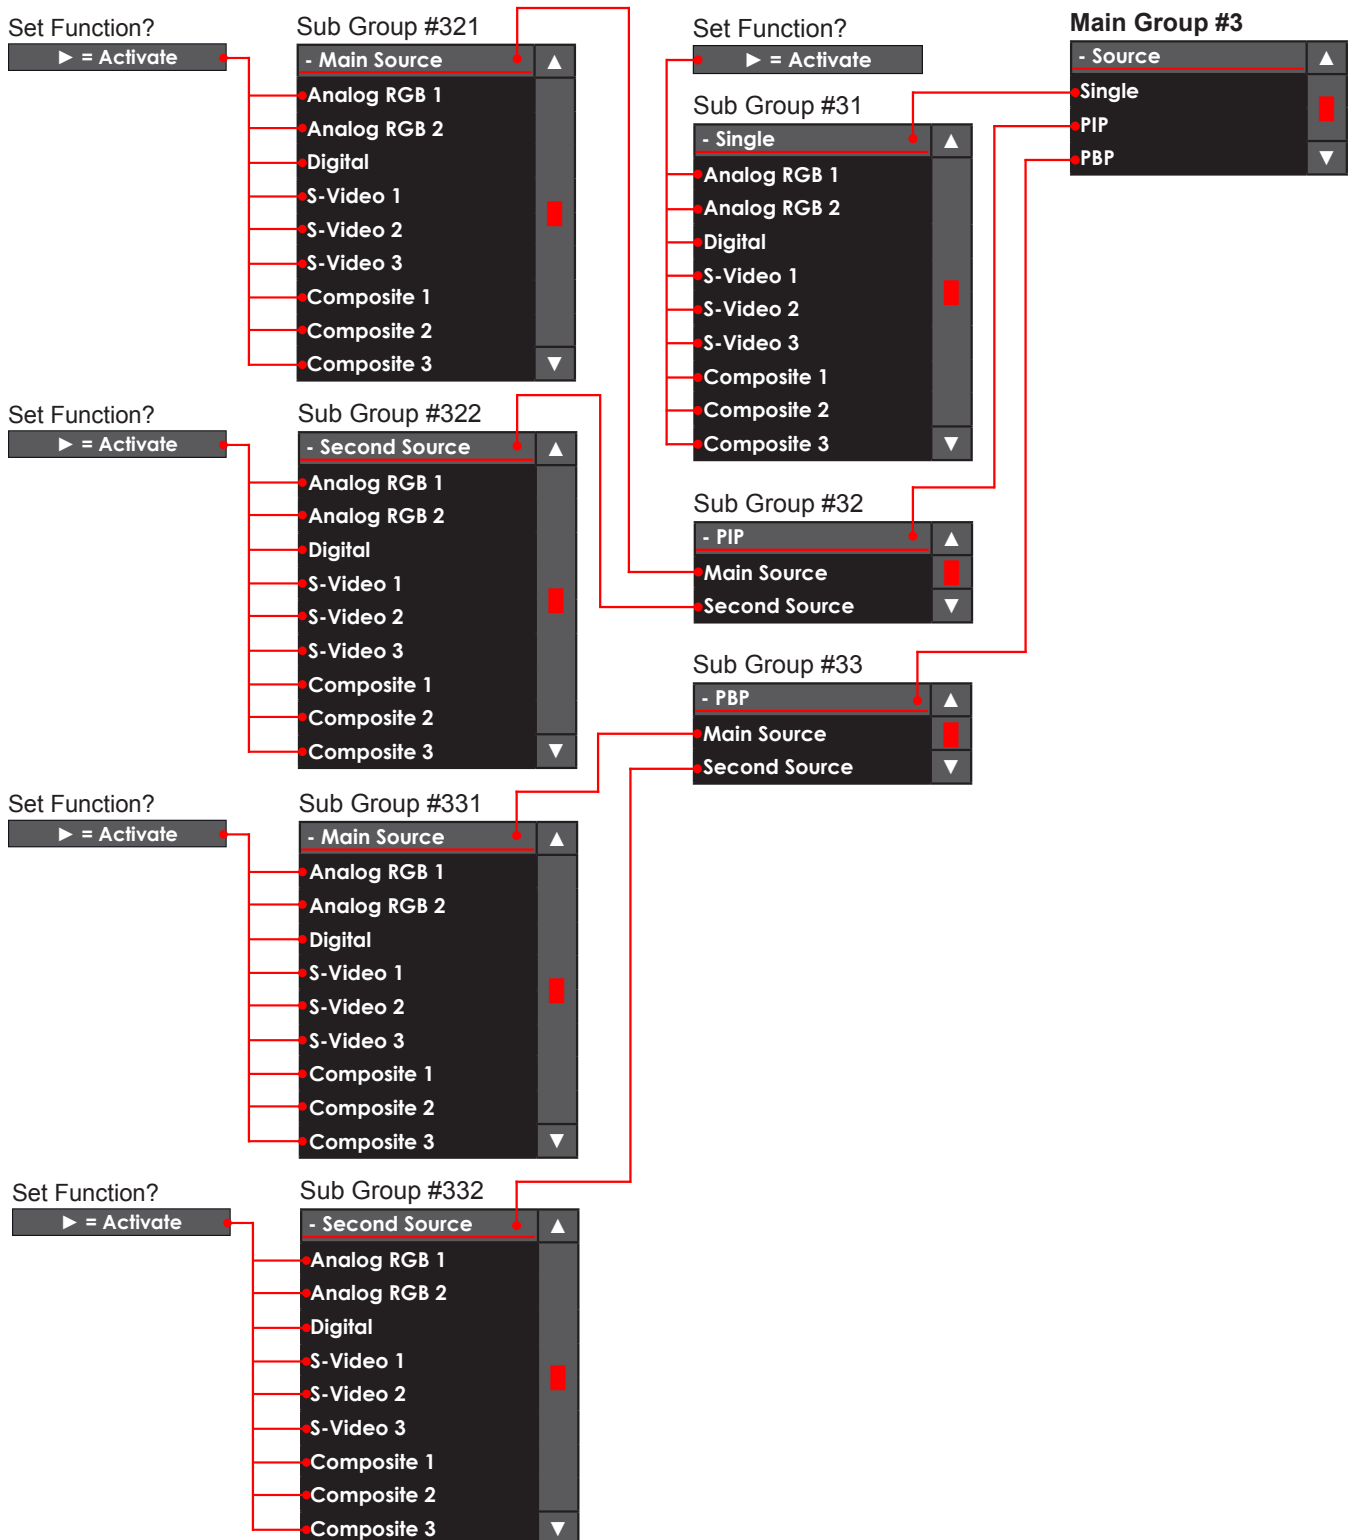 Set Function?
► = Activate
Sub Group #321
- Main Source ▲
Analog RGB 1
Analog RGB 2
Digital
S-Video 1
S-Video 2
S-Video 3
Composite 1
Composite 2
Composite 3 ▼
Set Function?
► = Activate
Sub Group #31
- Single ▲
Analog RGB 1
Analog RGB 2
Digital
S-Video 1
S-Video 2
S-Video 3
Composite 1
Composite 2
Composite 3 ▼
Main Group #3
- Source ▲
Single
PIP
PBP ▼
Set Function?
► = Activate
Sub Group #322
- Second Source ▲
Analog RGB 1
Analog RGB 2
Digital
S-Video 1
S-Video 2
S-Video 3
Composite 1
Composite 2
Composite 3 ▼
Sub Group #32
- PIP ▲
Main Source
Second Source ▼
Sub Group #33
- PBP ▲
Main Source
Second Source ▼
Set Function?
► = Activate
Sub Group #331
- Main Source ▲
Analog RGB 1
Analog RGB 2
Digital
S-Video 1
S-Video 2
S-Video 3
Composite 1
Composite 2
Composite 3 ▼
Set Function?
► = Activate
Sub Group #332
- Second Source ▲
Analog RGB 1
Analog RGB 2
Digital
S-Video 1
S-Video 2
S-Video 3
Composite 1
Composite 2
Composite 3 ▼